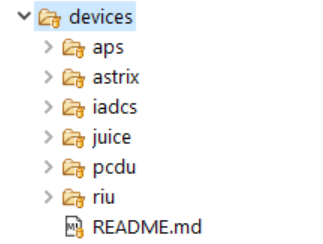 devices
aps
astrix
iadcs
juice
pcdu
riu
README.md